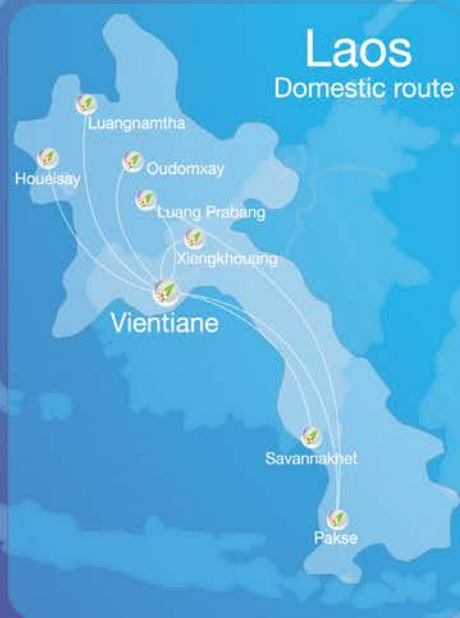 Laos
Domestic route
Luangnamtha
Houeisay
Oudomxay
Luang Prabang
Xiengkhouang
Vientiane
Savannakhet
Pakse